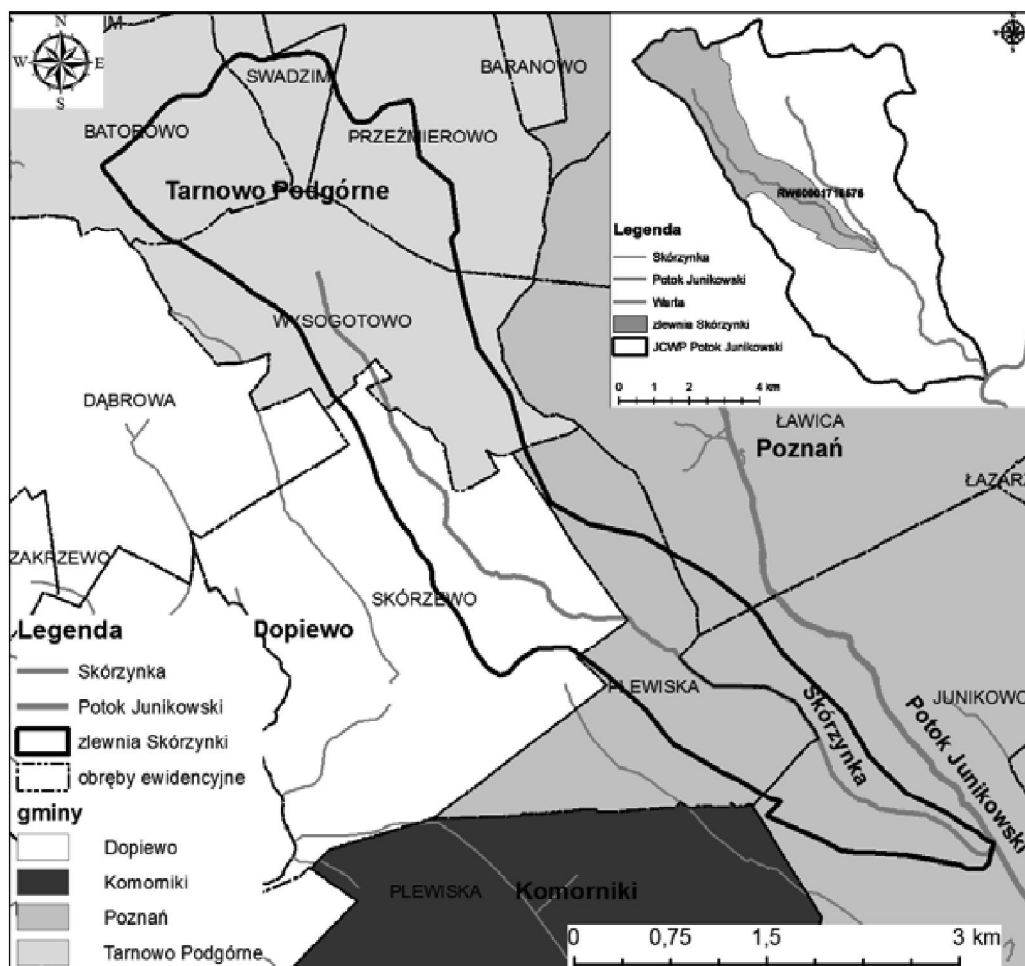 N
W E
S
SWADZIM
BARANOWO
BATOROWO
PRZEŹMIEROWO
Tarnowo Podgórne
WYSOGOTOWO
DĄBROWA
ŁAWICA
Poznań
ŁAZARZ
ZAKRZEWO
SKÓRZEWO
Dopiewo
PLEWISKA
Skórzynka
JUNIKOWO
Potok Junikowski
PLEWISKA
Komorniki
Legenda
Skórzynka
Potok Junikowski
zlewnia Skórzynki
obręby ewidencyjne
gminy
Dopiewo
Komorniki
Poznań
Tarnowo Podgórne
0 0,75 1,5 3 km
Legenda
Skórzynka
Potok Junikowski
Warta
zlewnia Skórzynki
JCWP Potok Junikowski
0 1 2 4 km